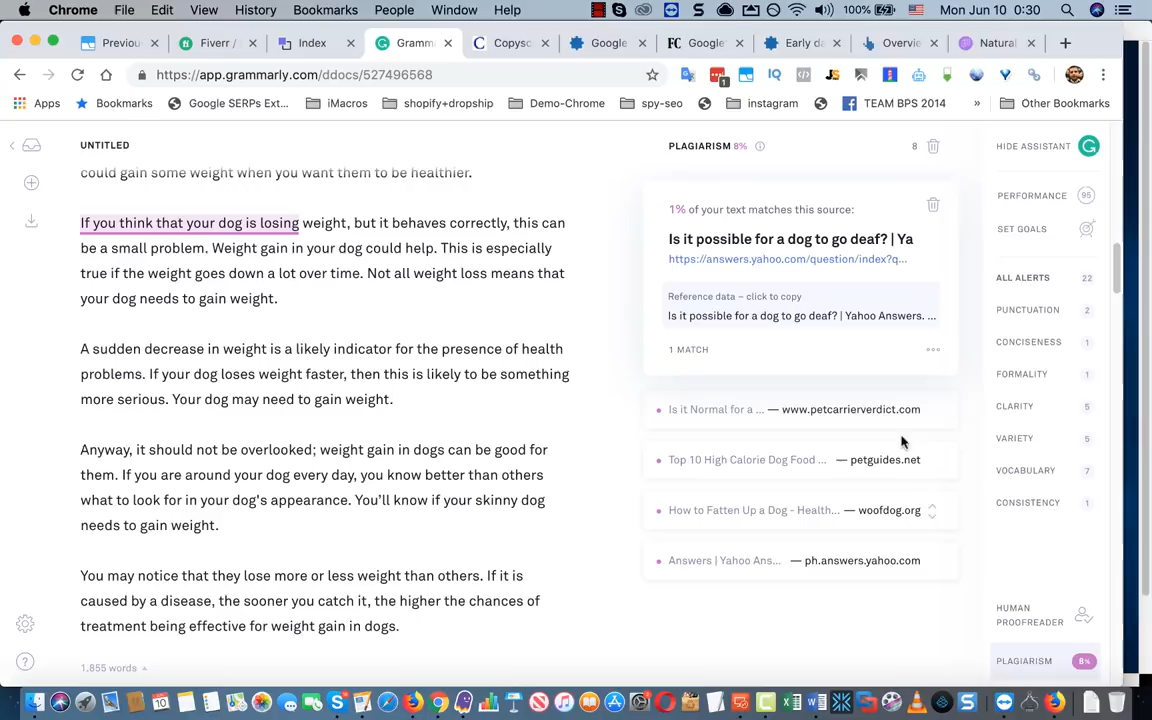 Chrome File Edit View History Bookmarks People Window Help 100% Mon Jun 10 0:30
Previou Fiverr / Index Gramma Copysc Google Google Early da Overvie Natural
https://app.grammarly.com/ddocs/527496568
Apps Bookmarks Google SERPs Ext... iMacros shopify+dropship Demo-Chrome spy-seo instagram TEAM BPS 2014 » Other Bookmarks
UNTITLED
could gain some weight when you want them to be healthier.
If you think that your dog is losing weight, but it behaves correctly, this can
be a small problem. Weight gain in your dog could help. This is especially
true if the weight goes down a lot over time. Not all weight loss means that
your dog needs to gain weight.
A sudden decrease in weight is a likely indicator for the presence of health
problems. If your dog loses weight faster, then this is likely to be something
more serious. Your dog may need to gain weight.
Anyway, it should not be overlooked; weight gain in dogs can be good for
them. If you are around your dog every day, you know better than others
what to look for in your dog's appearance. You'll know if your skinny dog
needs to gain weight.
You may notice that they lose more or less weight than others. If it is
caused by a disease, the sooner you catch it, the higher the chances of
treatment being effective for weight gain in dogs.
1,855 words
PLAGIARISM 8% 8
1% of your text matches this source:
Is it possible for a dog to go deaf? | Ya
https://answers.yahoo.com/question/index?q...
Reference data – click to copy
Is it possible for a dog to go deaf? | Yahoo Answers. ...
1 MATCH
Is it Normal for a ... — www.petcarrierverdict.com
Top 10 High Calorie Dog Food ... — petguides.net
How to Fatten Up a Dog - Health... — woofdog.org
Answers | Yahoo Ans... — ph.answers.yahoo.com
HIDE ASSISTANT
PERFORMANCE 95
SET GOALS
ALL ALERTS 22
PUNCTUATION 2
CONCISENESS 1
FORMALITY 1
CLARITY 5
VARIETY 5
VOCABULARY 7
CONSISTENCY 1
HUMAN
PROOFREADER
PLAGIARISM 8%